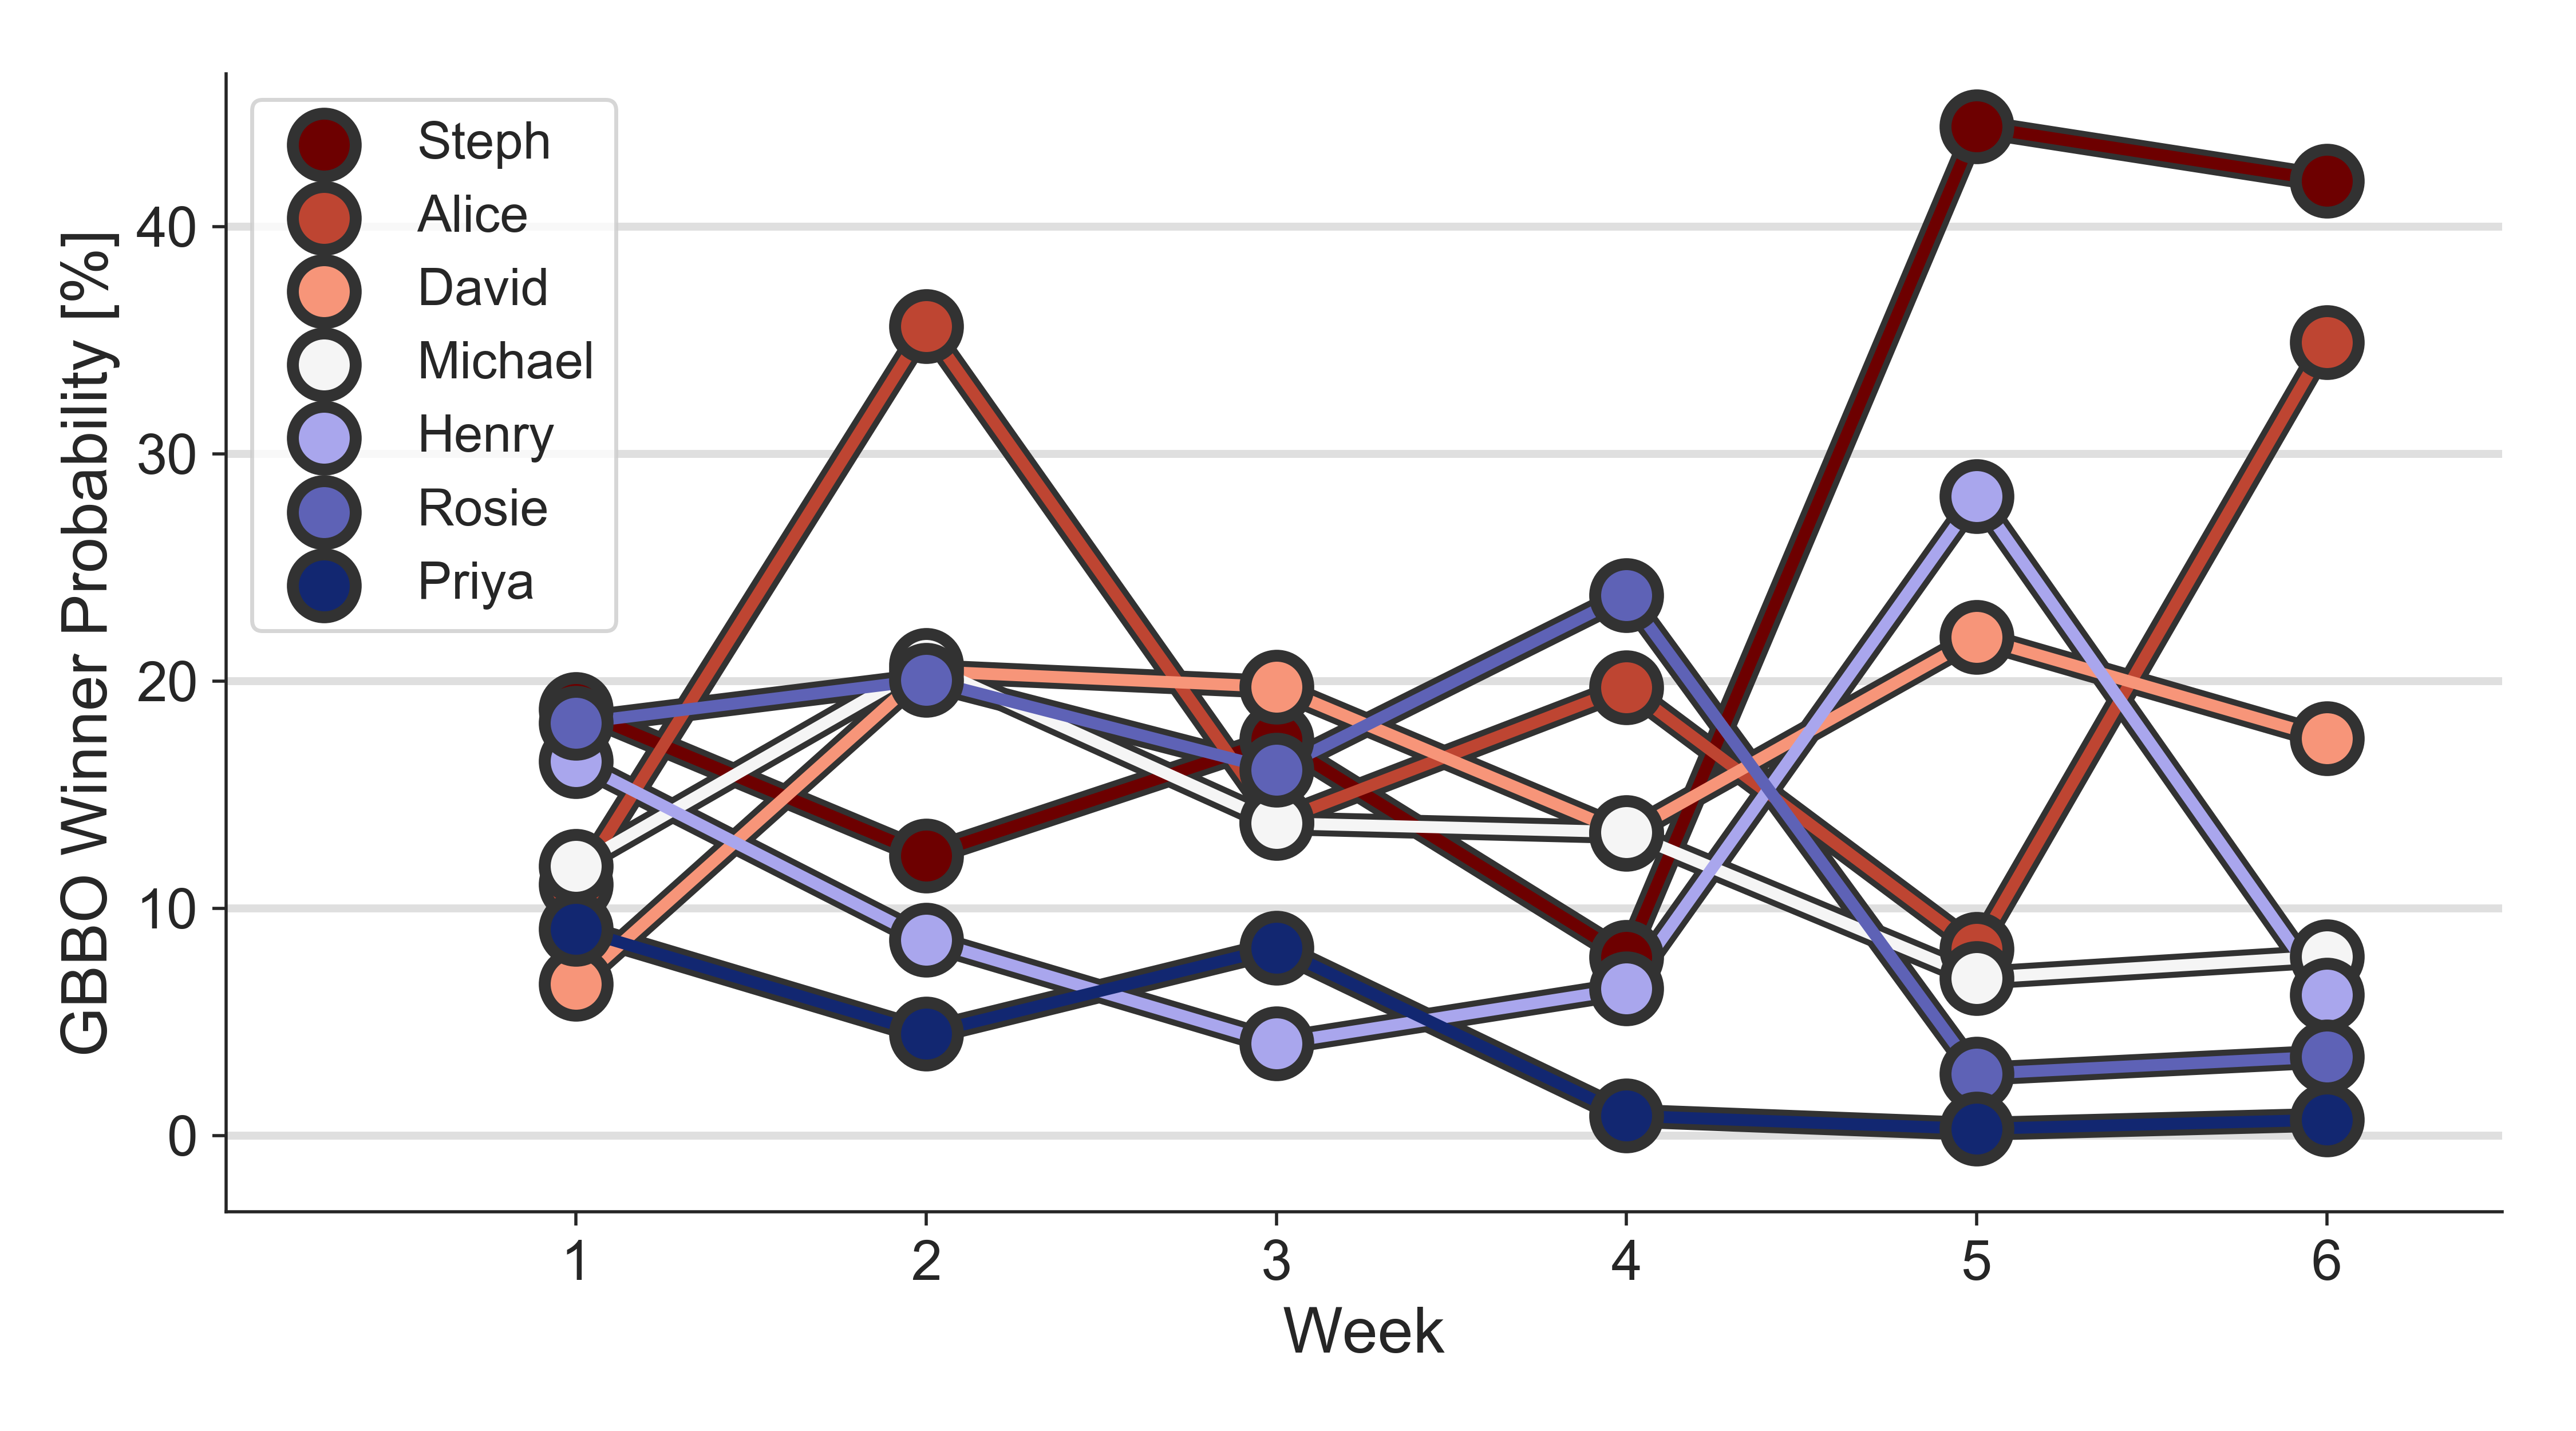 GBBO Winner Probability [%]
40
30
20
10
0
Steph
Alice
David
Michael
Henry
Rosie
Priya
1 2 3 4 5 6
Week